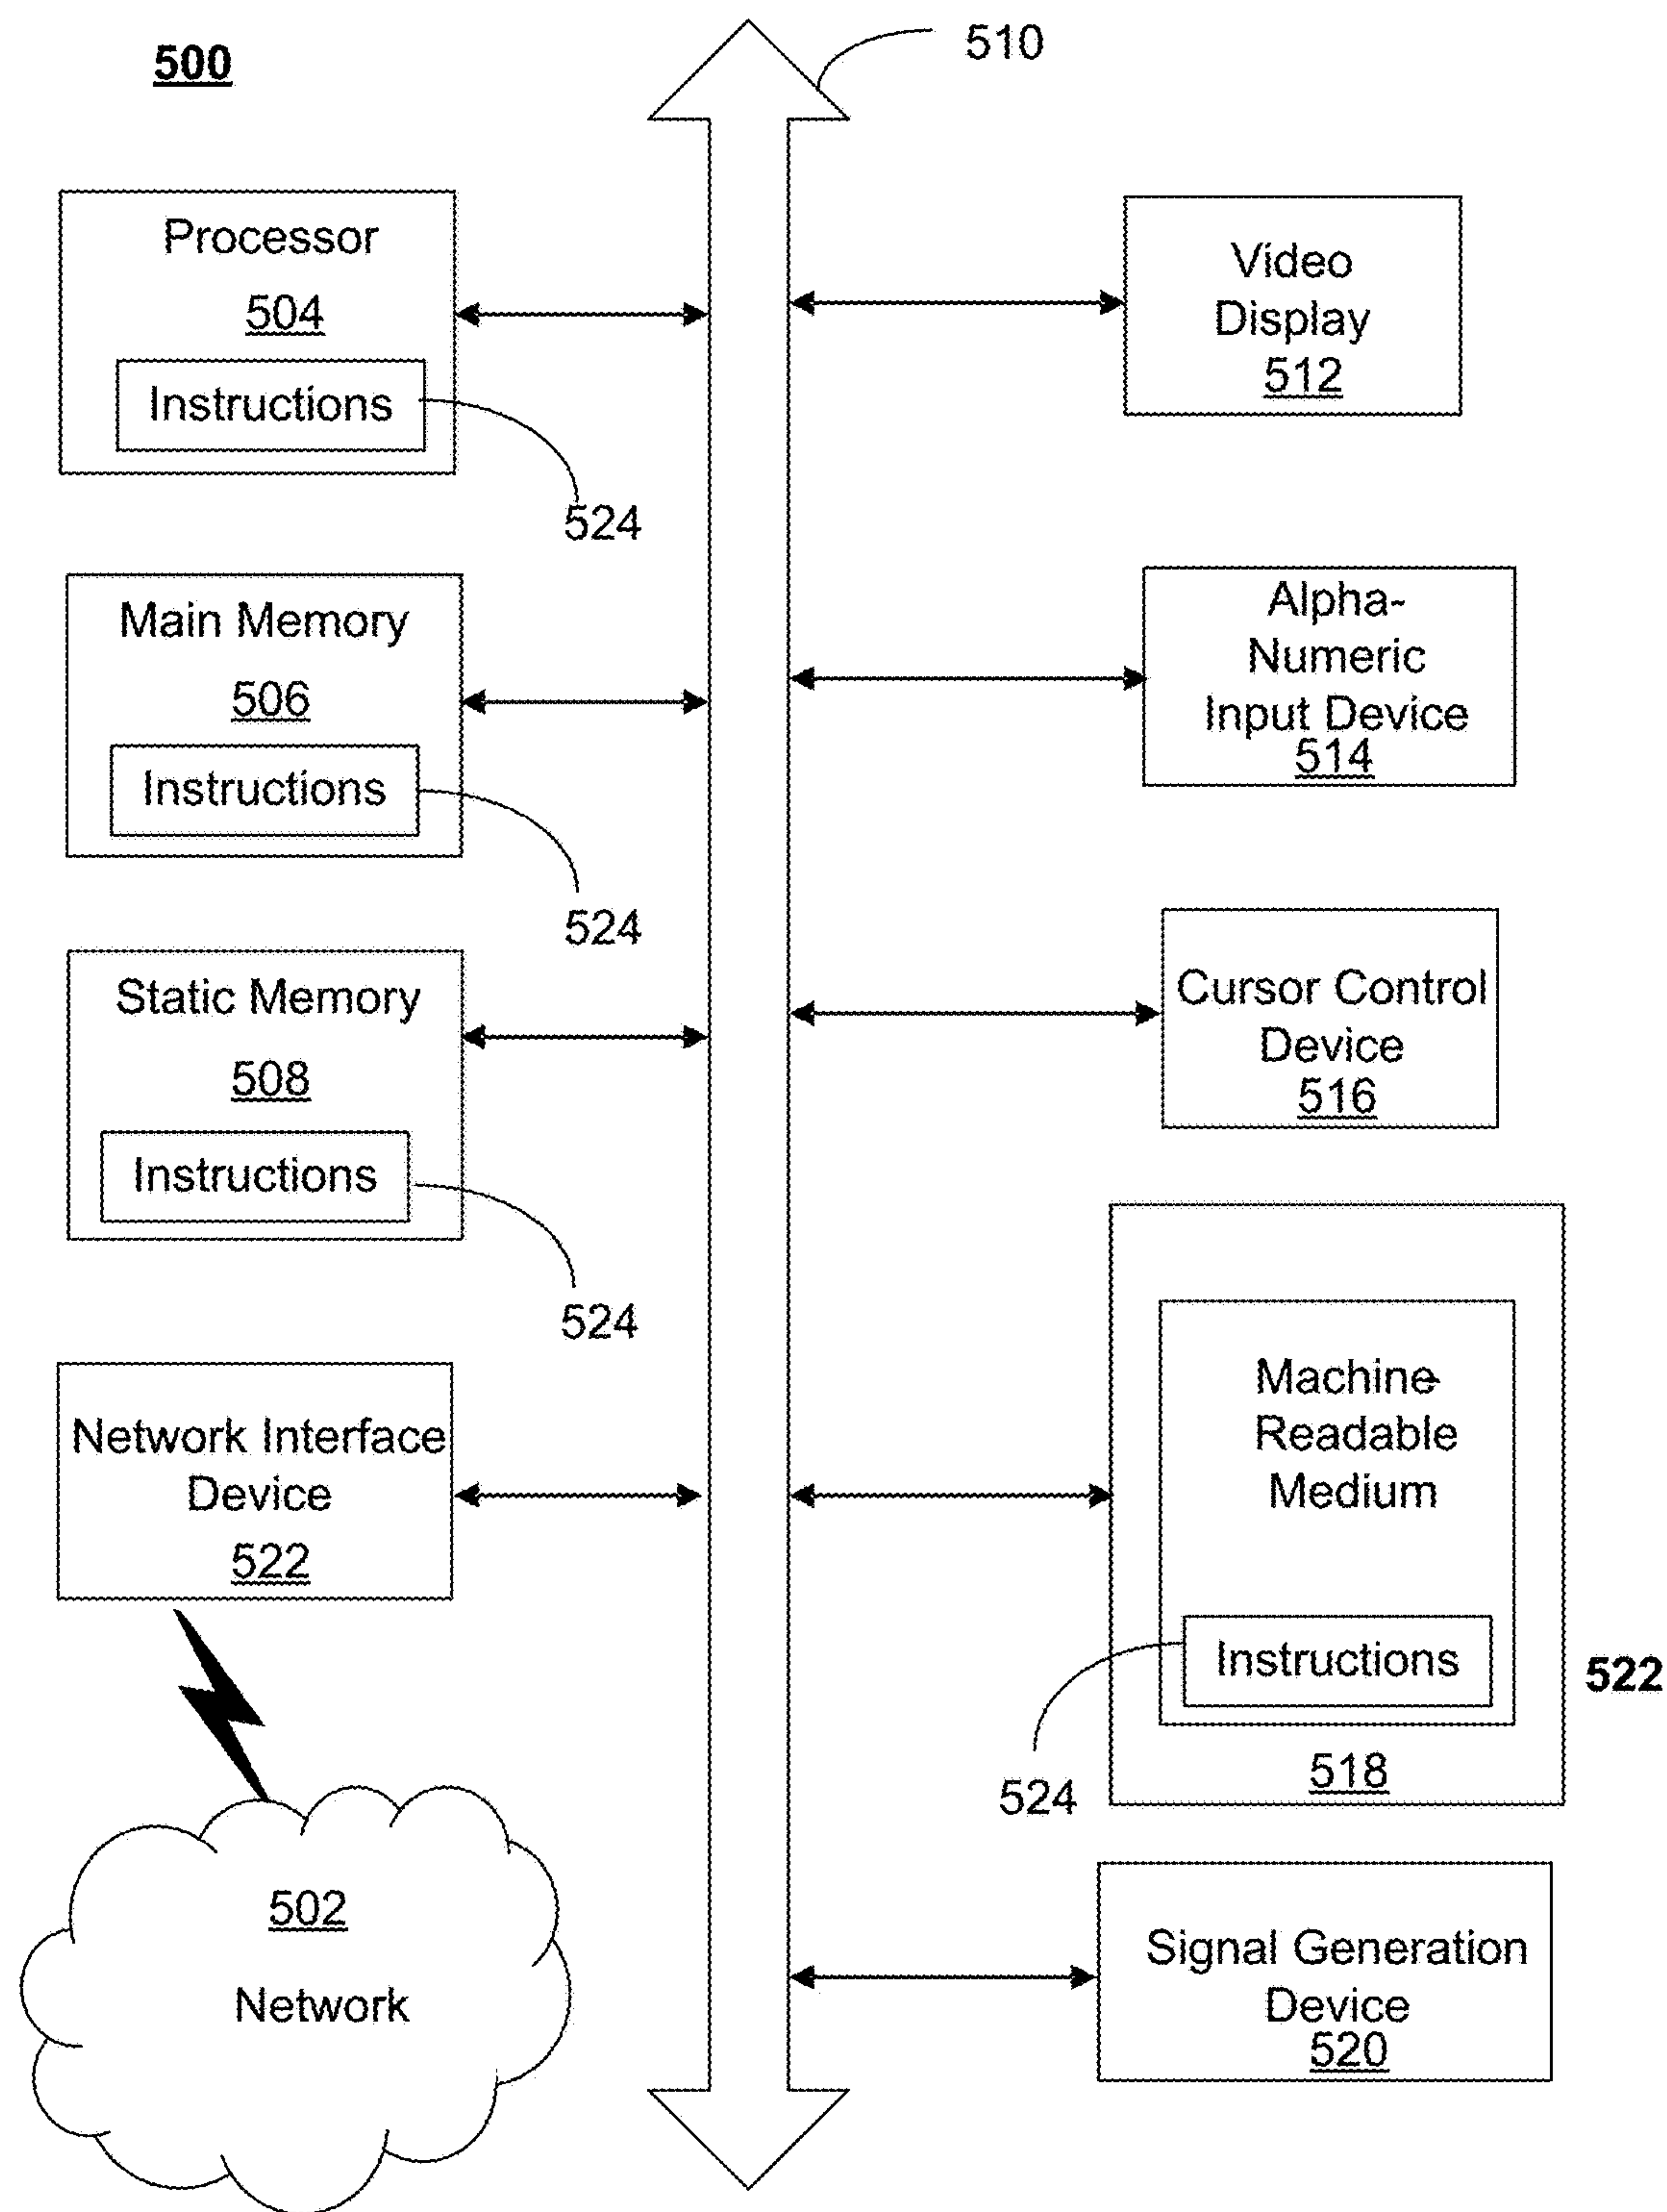 500
510
Processor
504
Instructions
524
Main Memory
506
Instructions
524
Static Memory
508
Instructions
524
Network Interface
Device
522
502
Network
Video
Display
512
Alpha-
Numeric
Input Device
514
Cursor Control
Device
516
Machine-
Readable
Medium
Instructions
522
518
524
Signal Generation
Device
520